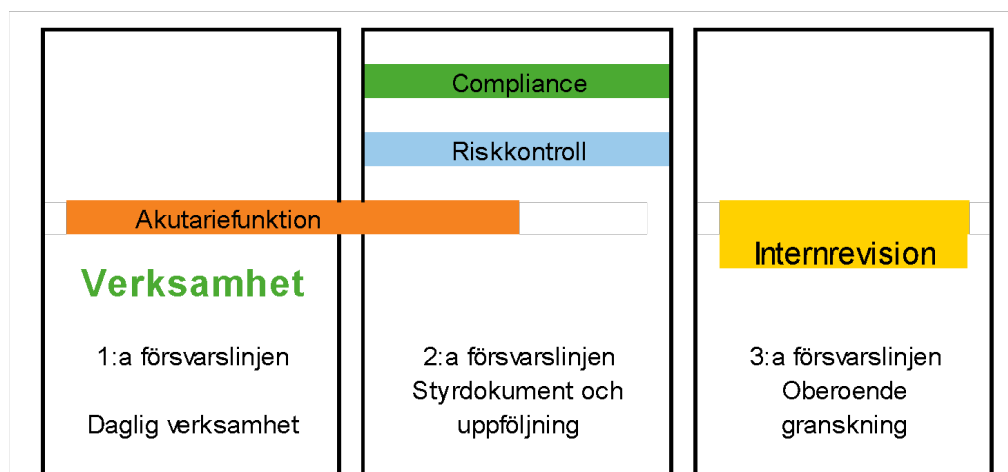 Compliance
Riskkontroll
Akutariefunktion
Internrevision
Verksamhet
1:a försvarslinjen
Daglig verksamhet
2:a försvarslinjen
Styrdokument och
uppföljning
3:a försvarslinjen
Oberoende
granskning